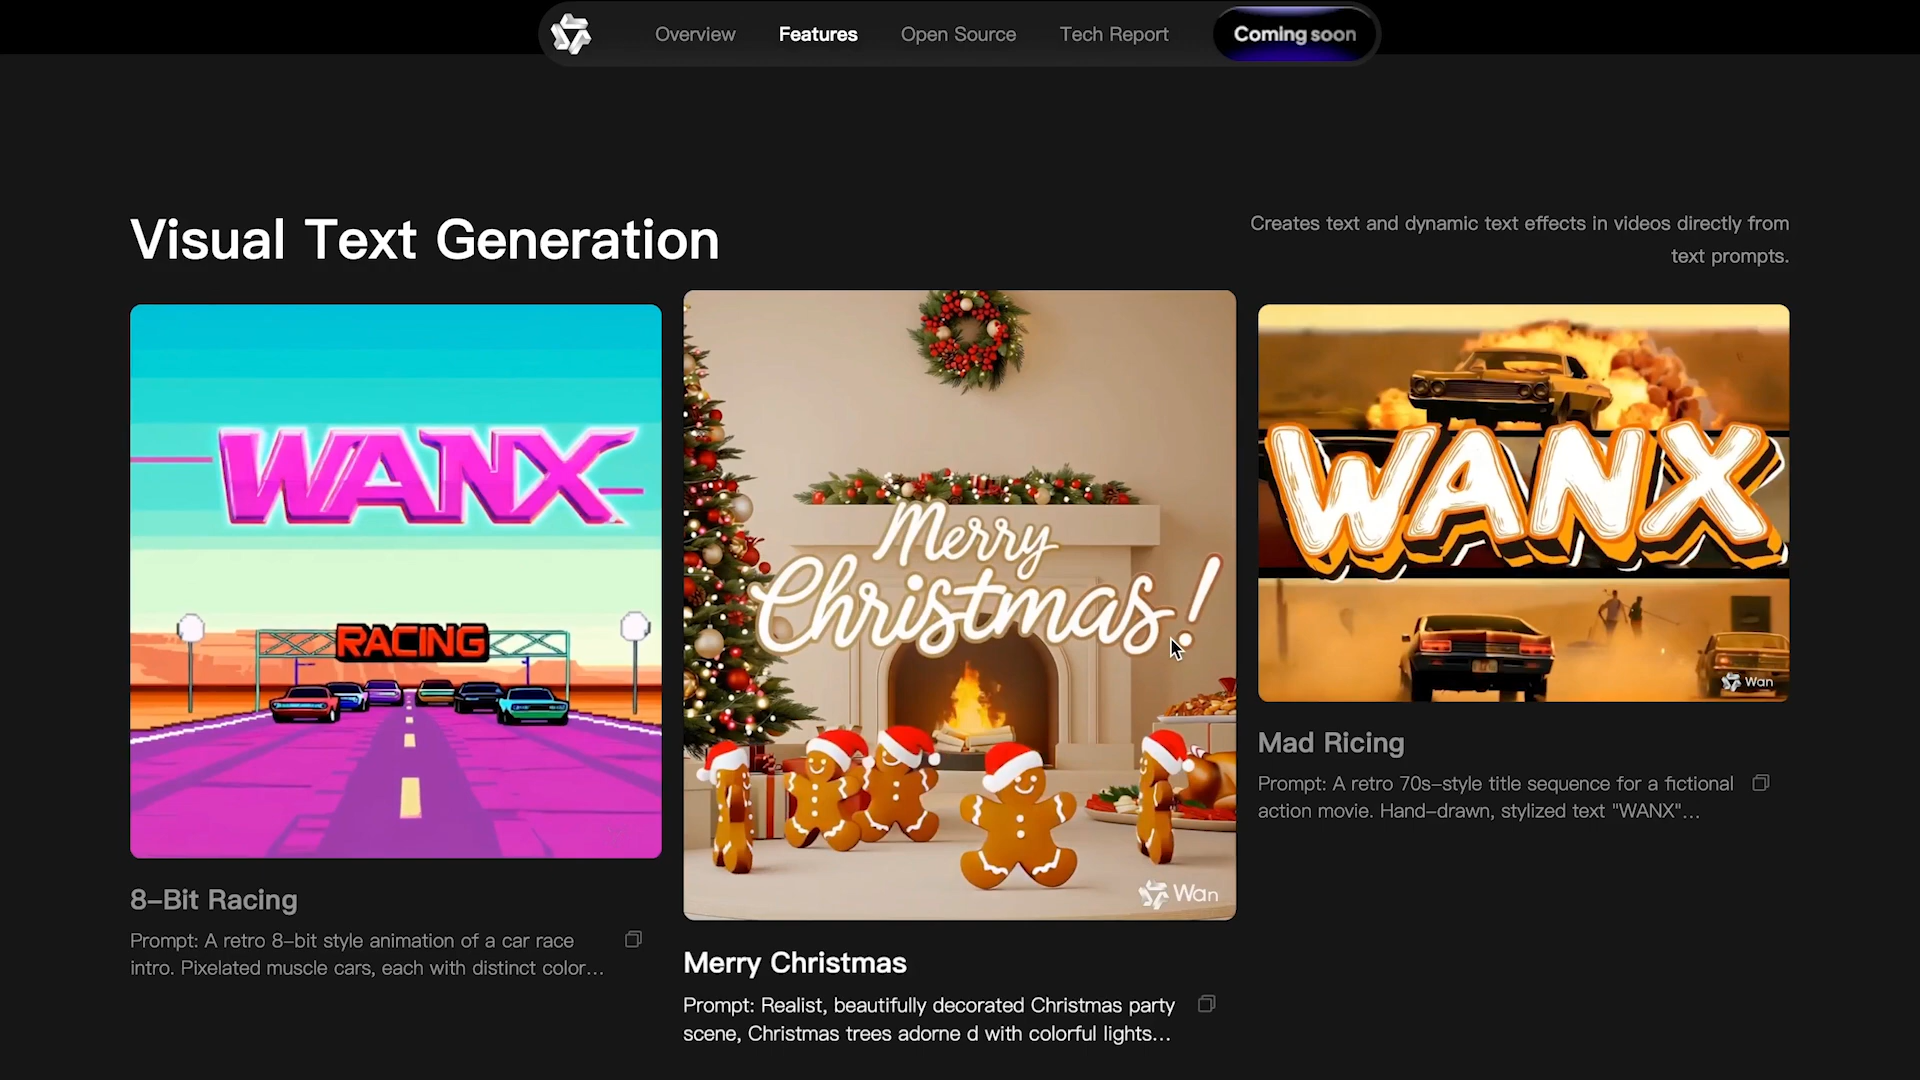 Overview
Features
Open Source
Tech Report
Coming soon
Visual Text Generation
Creates text and dynamic text effects in videos directly from
text prompts.
WANX
RACING
8-Bit Racing
Prompt: A retro 8-bit style animation of a car race
intro. Pixelated muscle cars, each with distinct color...
Merry
Christmas!
Wan
Merry Christmas
Prompt: Realist, beautifully decorated Christmas party
scene, Christmas trees adorne d with colorful lights...
WANX
Wan
Mad Ricing
Prompt: A retro 70s-style title sequence for a fictional
action movie. Hand-drawn, stylized text "WANX"...